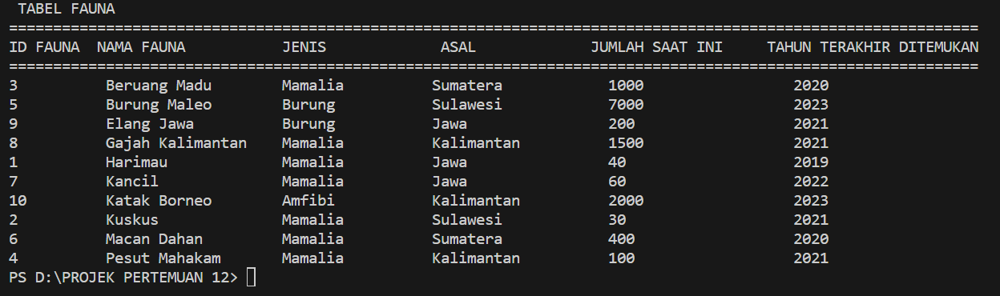 TABEL FAUNA
==============================================================================================================
ID FAUNA  NAMA FAUNA           JENIS             ASAL             JUMLAH SAAT INI     TAHUN TERAKHIR DITEMUKAN
==============================================================================================================
3          Beruang Madu        Mamalia          Sumatera            1000                 2020
5          Burung Maleo        Burung           Sulawesi            7000                 2023
9          Elang Jawa          Burung           Jawa                200                  2021
8          Gajah Kalimantan    Mamalia          Kalimantan          1500                 2021
1          Harimau             Mamalia          Jawa                40                   2019
7          Kancil              Mamalia          Jawa                60                   2022
10         Katak Borneo        Amfibi           Kalimantan          2000                 2023
2          Kuskus              Mamalia          Sulawesi            30                   2021
6          Macan Dahan         Mamalia          Sumatera            400                  2020
4          Pesut Mahakam       Mamalia          Kalimantan          100                  2021
PS D:\PROJEK PERTEMUAN 12>